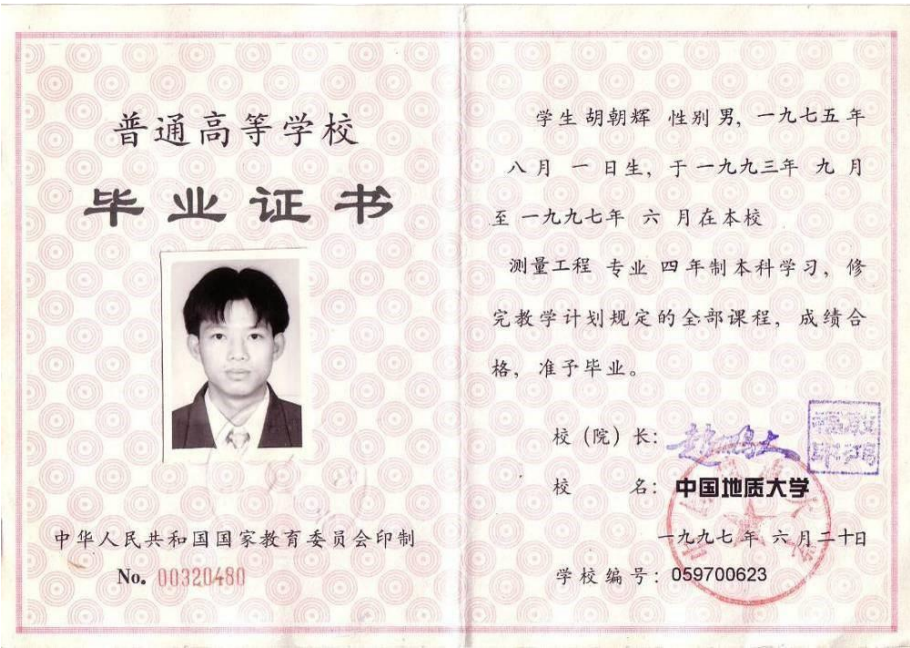 普通高等学校
毕业证书
中华人民共和国国家教育委员会印制
No. 00320480
学生 胡朝辉 性别 男, 一九七五年
八月 一 日生, 于一九九三年 九 月
至一九九七年 六 月在本校
测量工程 专业 四 年制本科学习, 修
完教学计划规定的全部课程, 成绩合
格, 准予毕业。
校 (院) 长: 赵鹏大
校 名: 中国地质大学
一九九七年 六月二十日
学校编号: 059700623